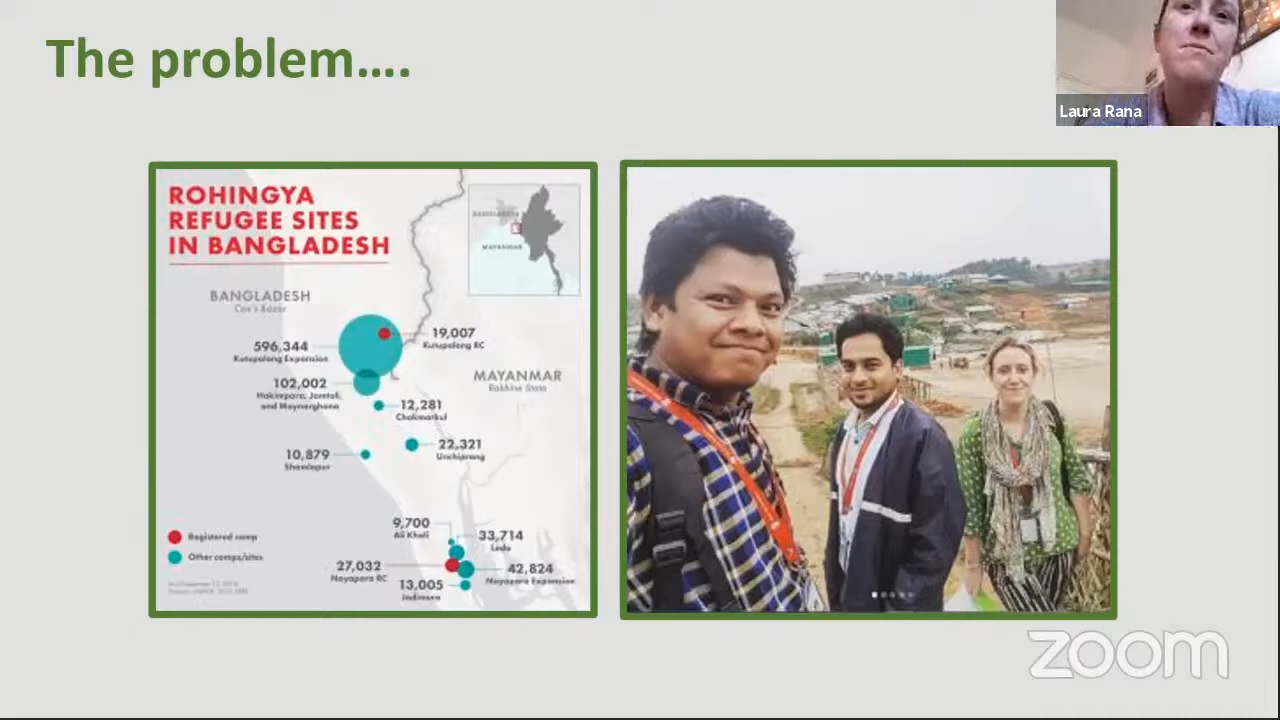 The problem....
Laura Rana
ROHINGYA
REFUGEE SITES
IN BANGLADESH
BANGLADESH
MAYANMAR
BANGLADESH
Cox's Bazar
19,007
Kutupalong RC
596,344
Kutupalong Expansion
MAYANMAR
Rakhine State
102,002
Hakimpara, Jamtoli,
and Moynarghona
12,281
Chakmarkul
22,321
Unchiprang
10,879
Shamlapur
9,700
Ali Khali
33,714
Leda
27,032
Nayapara RC
42,824
Nayapara Expansion
13,005
Jadimura
Registered camp
Other camps/sites
zoom